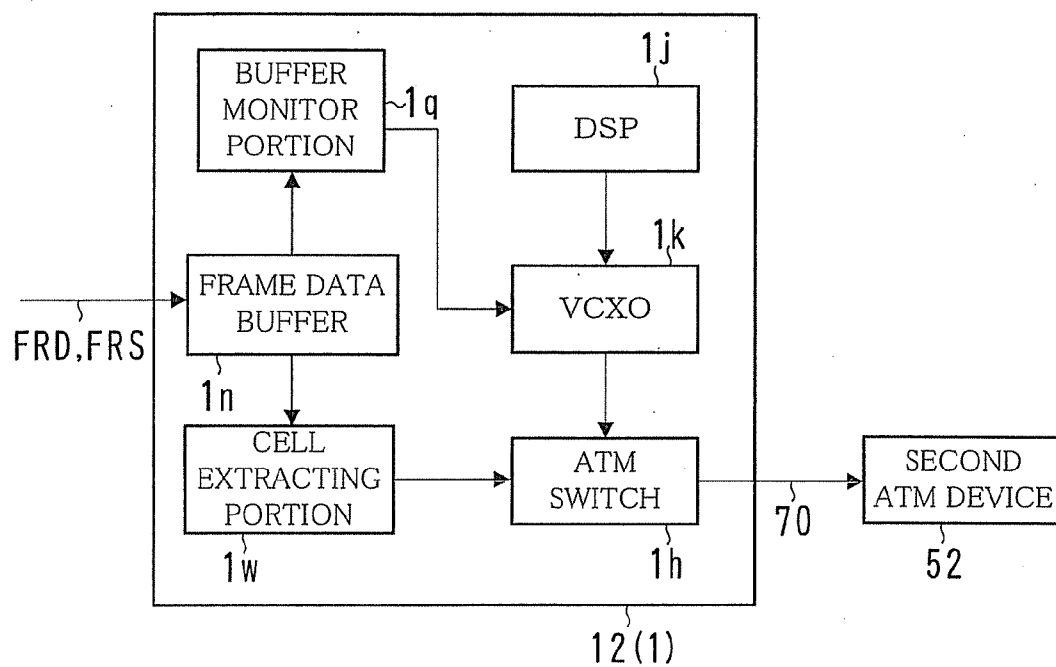 BUFFER
MONITOR
PORTION
1q
1j
DSP
1k
VCXO
FRAME DATA
BUFFER
FRD,FRS
1n
CELL
EXTRACTING
PORTION
1w
ATM
SWITCH
1h
70
SECOND
ATM DEVICE
52
12(1)